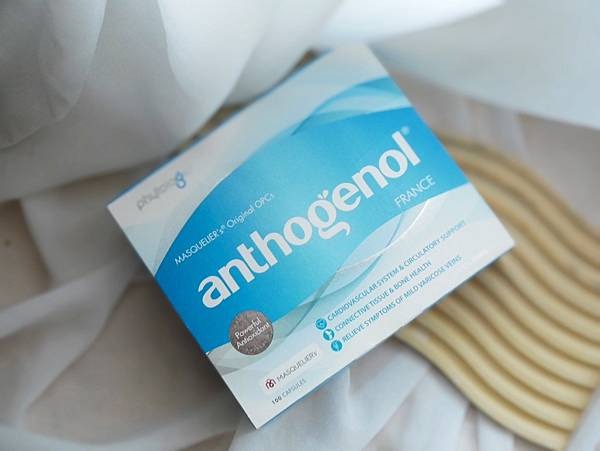 phytologic
MASQUELIER's® Original OPCs
anthogenol®
FRANCE
CARDIOVASCULAR SYSTEM & CIRCULATORY SUPPORT
CONNECTIVE TISSUE & BONE HEALTH
RELIEVE SYMPTOMS OF MILD VARICOSE VEINS
Powerful
Antioxidant
MASQUELIER's
100 CAPSULES